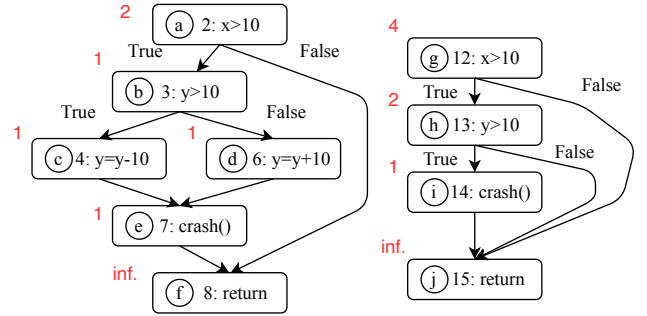 2
a 2: x>10
True
False
1
b 3: y>10
True
False
1
c 4: y=y-10
1
d 6: y=y+10
1
e 7: crash()
inf.
f 8: return
4
g 12: x>10
True
False
2
h 13: y>10
True
False
1
i 14: crash()
inf.
j 15: return